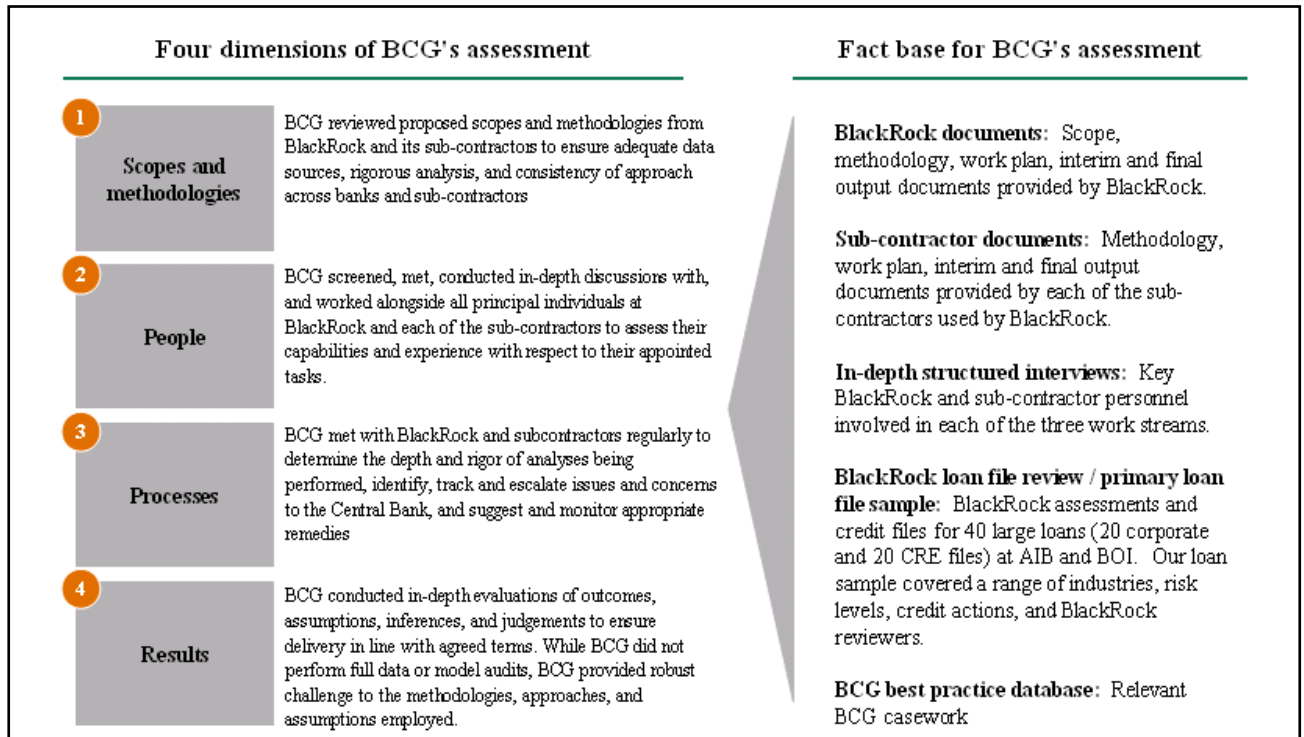 Four dimensions of BCG's assessment
1
Scopes and
methodologies
BCG reviewed proposed scopes and methodologies from
BlackRock and its sub-contractors to ensure adequate data
sources, rigorous analysis, and consistency of approach
across banks and sub-contractors
2
People
BCG screened, met, conducted in-depth discussions with,
and worked alongside all principal individuals at
BlackRock and each of the sub-contractors to assess their
capabilities and experience with respect to their appointed
tasks.
3
Processes
BCG met with BlackRock and subcontractors regularly to
determine the depth and rigor of analyses being
performed, identify, track and escalate issues and concerns
to the Central Bank, and suggest and monitor appropriate
remedies
4
Results
BCG conducted in-depth evaluations of outcomes,
assumptions, inferences, and judgements to ensure
delivery in line with agreed terms. While BCG did not
perform full data or model audits, BCG provided robust
challenge to the methodologies, approaches, and
assumptions employed.
Fact base for BCG's assessment
BlackRock documents: Scope,
methodology, work plan, interim and final
output documents provided by BlackRock.
Sub-contractor documents: Methodology,
work plan, interim and final output
documents provided by each of the sub-
contractors used by BlackRock.
In-depth structured interviews: Key
BlackRock and sub-contractor personnel
involved in each of the three work streams.
BlackRock loan file review / primary loan
file sample: BlackRock assessments and
credit files for 40 large loans (20 corporate
and 20 CRE files) at AIB and BOI. Our loan
sample covered a range of industries, risk
levels, credit actions, and BlackRock
reviewers.
BCG best practice database: Relevant
BCG casework